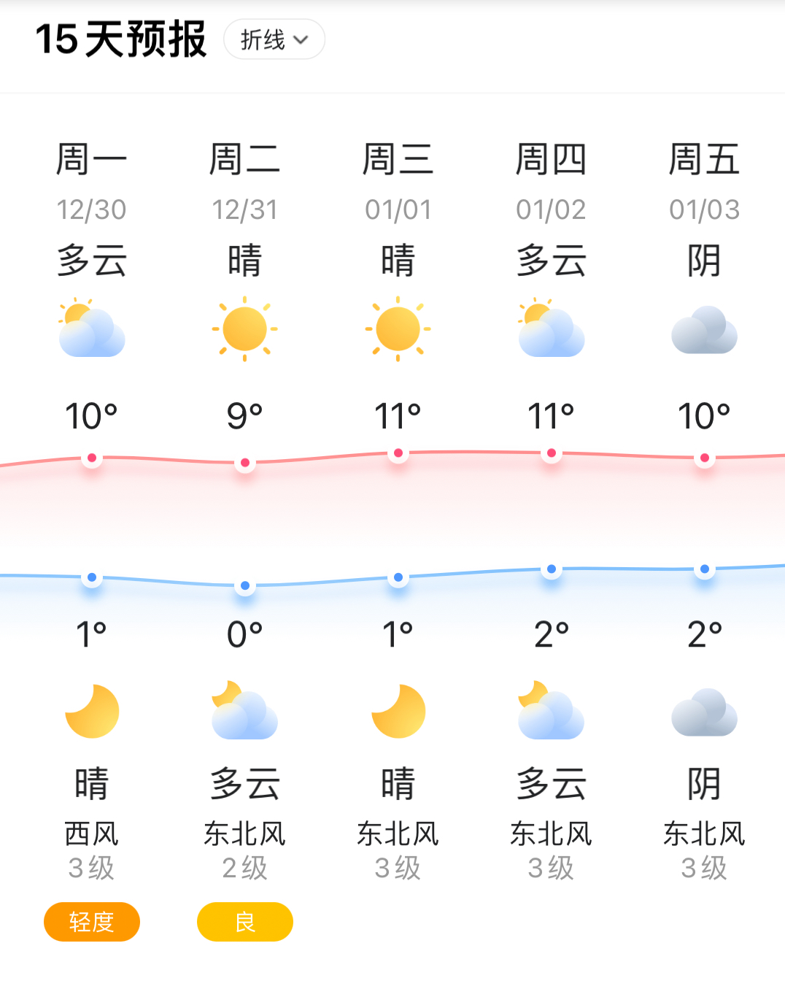 15天预报 折线
周一 周二 周三 周四 周五
12/30 12/31 01/01 01/02 01/03
多云 晴 晴 多云 阴
10° 9° 11° 11° 10°
1° 0° 1° 2° 2°
晴 多云 晴 多云 阴
西风 东北风 东北风 东北风 东北风
3级 2级 3级 3级 3级
轻度 良